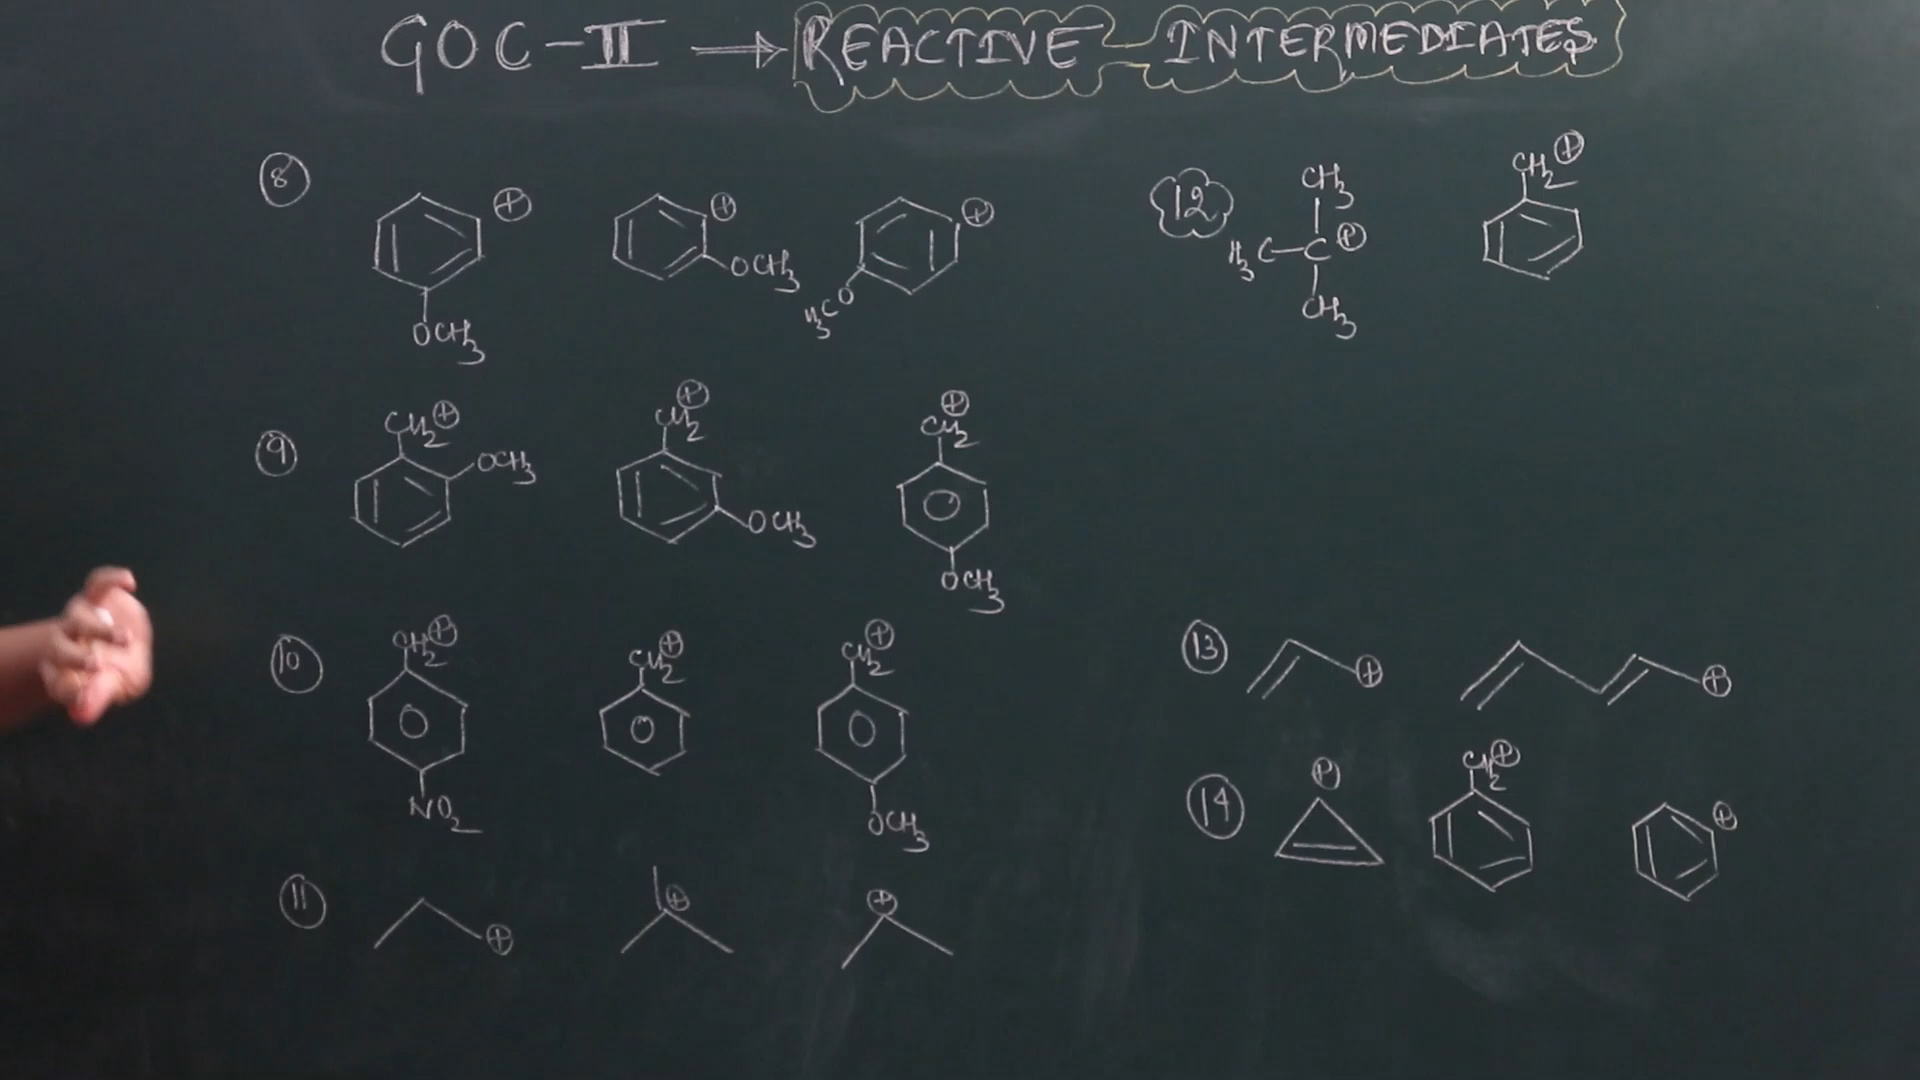 GOC-II → REACTIVE INTERMEDIATES
8
⊕
OCH3
⊕
OCH3
⊕
H3CO
9
CH2⊕
OCH3
CH2⊕
OCH3
CH2⊕
OCH3
10
CH2⊕
NO2
CH2⊕
CH2⊕
OCH3
11
⊕
⊕
⊕
12
CH3
H3C-C⊕
CH3
CH2⊕
13
⊕
⊕
14
⊕
CH2⊕
⊕